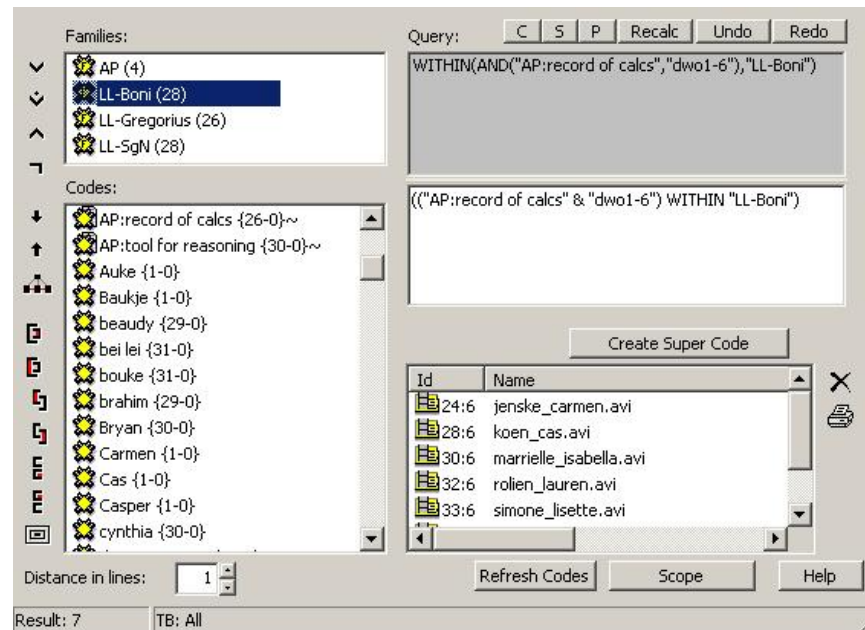 Families:
AP (4)
LL-Boni (28)
LL-Gregorius (26)
LL-SgN (28)
Codes:
AP:record of calcs {26-0}~
AP:tool for reasoning {30-0}~
Auke {1-0}
Baukje {1-0}
beaudy {29-0}
bei lei {31-0}
bouke {31-0}
brahim {29-0}
Bryan {30-0}
Carmen {1-0}
Cas {1-0}
Casper {1-0}
cynthia {30-0}
Distance in lines: 1
Query: C S P Recalc Undo Redo
WITHIN(AND("AP:record of calcs","dwo1-6"),"LL-Boni")
(("AP:record of calcs" & "dwo1-6") WITHIN "LL-Boni")
Create Super Code
Id Name
24:6 jenske_carmen.avi
28:6 koen_cas.avi
30:6 marrielle_isabella.avi
32:6 rolien_lauren.avi
33:6 simone_lisette.avi
Refresh Codes Scope Help
Result: 7 TB: All